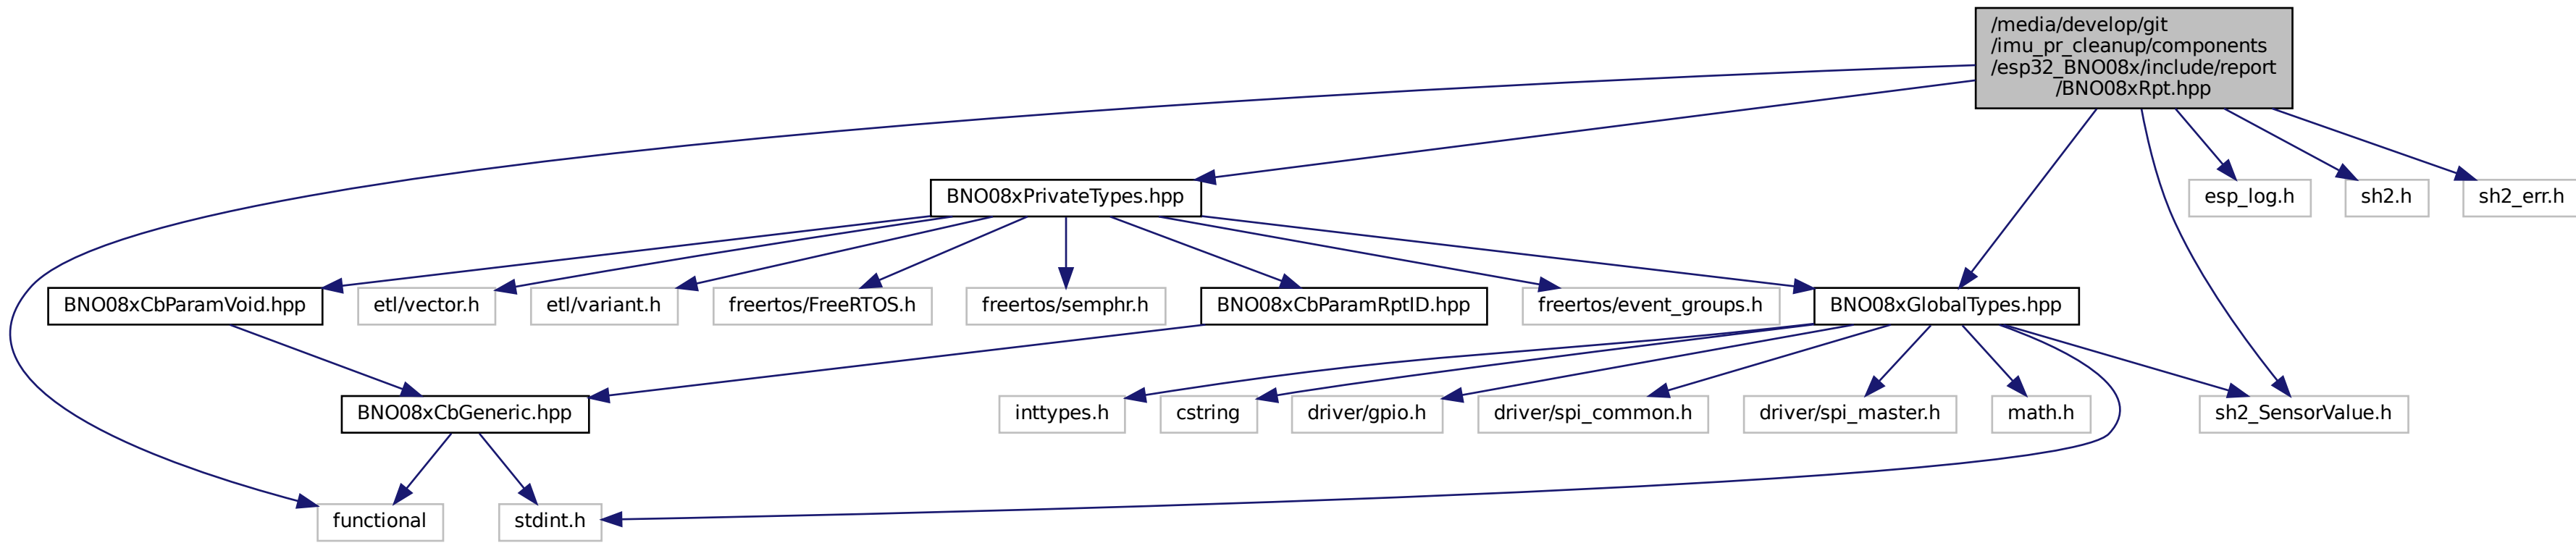 /media/develop/git
/imu_pr_cleanup/components
/esp32_BNO08x/include/report
/BNO08xRpt.hpp
BNO08xPrivateTypes.hpp
esp_log.h
sh2.h
sh2_err.h
BNO08xCbParamVoid.hpp
etl/vector.h
etl/variant.h
freertos/FreeRTOS.h
freertos/semphr.h
BNO08xCbParamRptID.hpp
freertos/event_groups.h
BNO08xGlobalTypes.hpp
BNO08xCbGeneric.hpp
inttypes.h
cstring
driver/gpio.h
driver/spi_common.h
driver/spi_master.h
math.h
sh2_SensorValue.h
functional
stdint.h